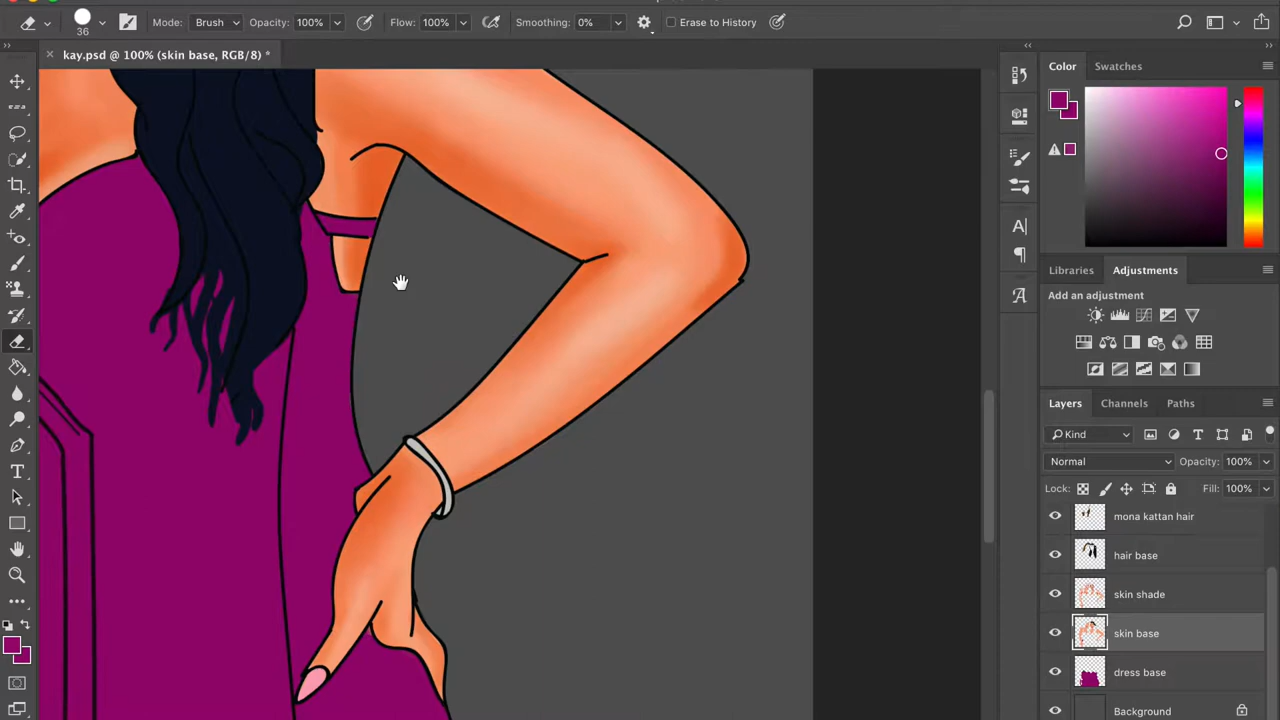 36
Mode: Brush
Opacity: 100%
Flow: 100%
Smoothing: 0%
Erase to History
kay.psd @ 100% (skin base, RGB/8) *
Color
Swatches
Libraries
Adjustments
Add an adjustment
Layers
Channels
Paths
Kind
Normal
Opacity: 100%
Lock:
Fill: 100%
mona kattan hair
hair base
skin shade
skin base
dress base
Background